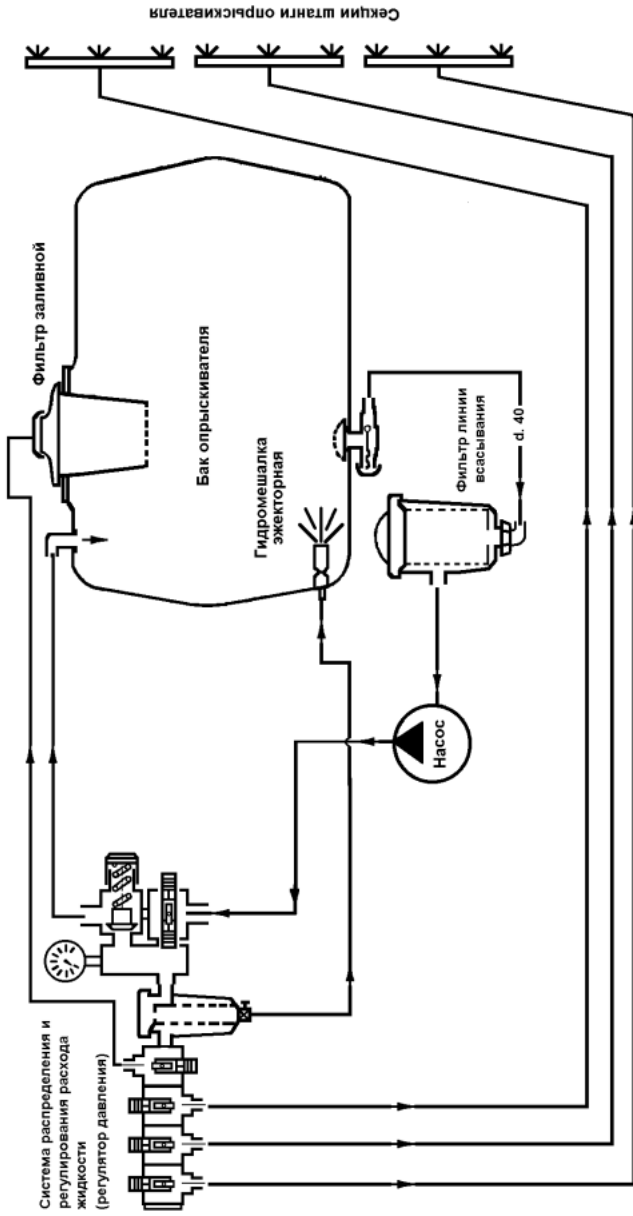 Секции штанги опрыскивателя
Фильтр заливной
Бак опрыскивателя
Гидромешалка
эжекторная
Фильтр линии
всасывания
d. 40
Насос
Система распределения и
регулирования расхода
жидкости
(регулятор давления)